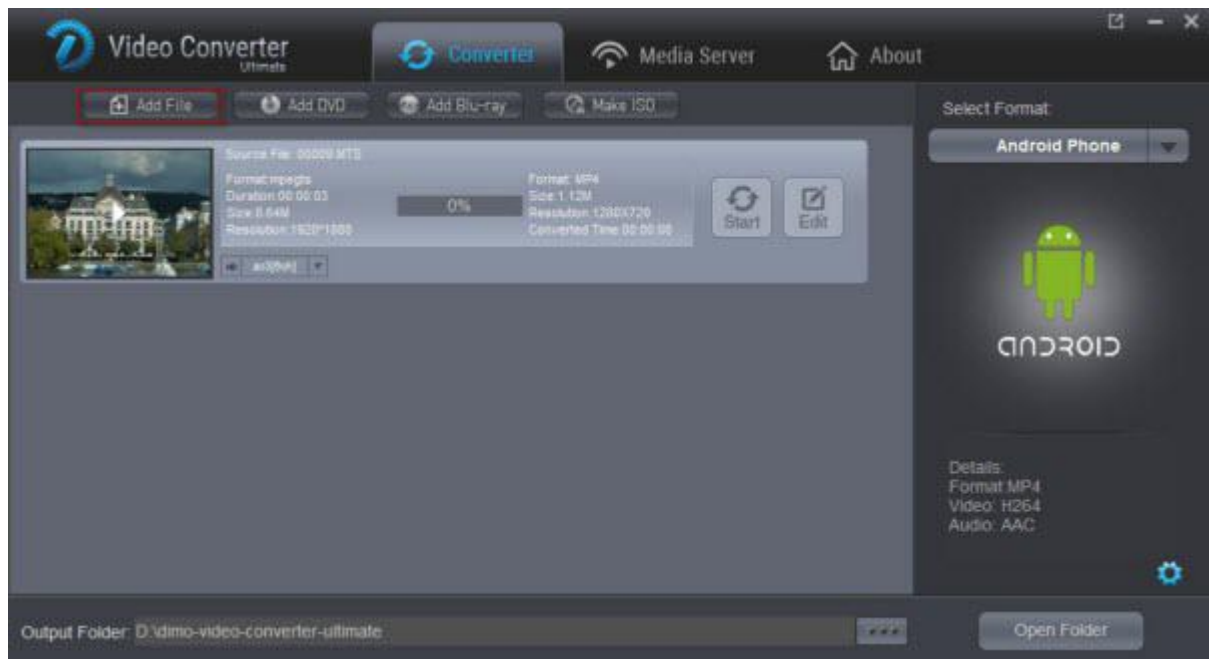 Video Converter
Ultimate
Converter
Media Server
About
Add File
Add DVD
Add Blu-ray
Make ISO
Select Format:
Android Phone
Source File: 00009.MTS
Format:mpegts
Duration:00:00:03
Size:8.64M
Resolution:1920*1080
0%
Format: MP4
Size:1.12M
Resolution:1280X720
Converted Time:00:00:00
Start
Edit
ANDROID
Details:
Format:MP4
Video: H264
Audio: AAC
Output Folder: D:\dimo-video-converter-ultimate
Open Folder